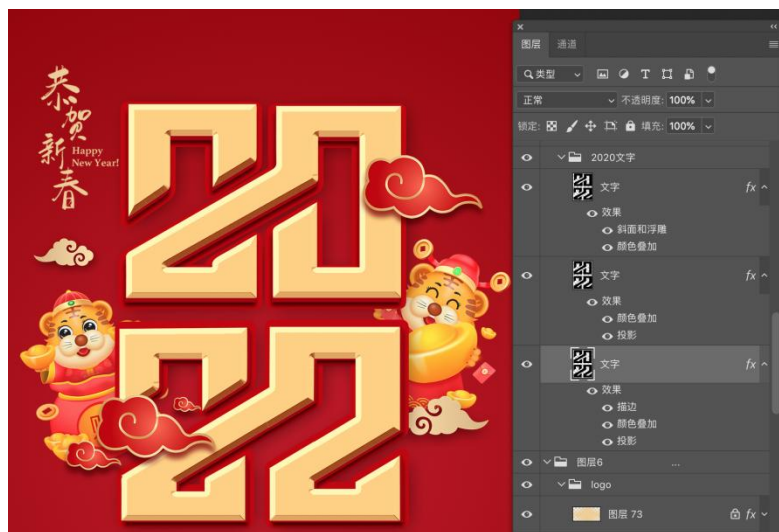 恭贺
新春
Happy
New Year!
20
22
图层 通道
类型
正常 不透明度: 100%
锁定: 填充: 100%
2020文字
文字 fx
效果
斜面和浮雕
颜色叠加
文字 fx
效果
颜色叠加
投影
文字 fx
效果
描边
颜色叠加
投影
图层6 ...
logo
图层 73 fx